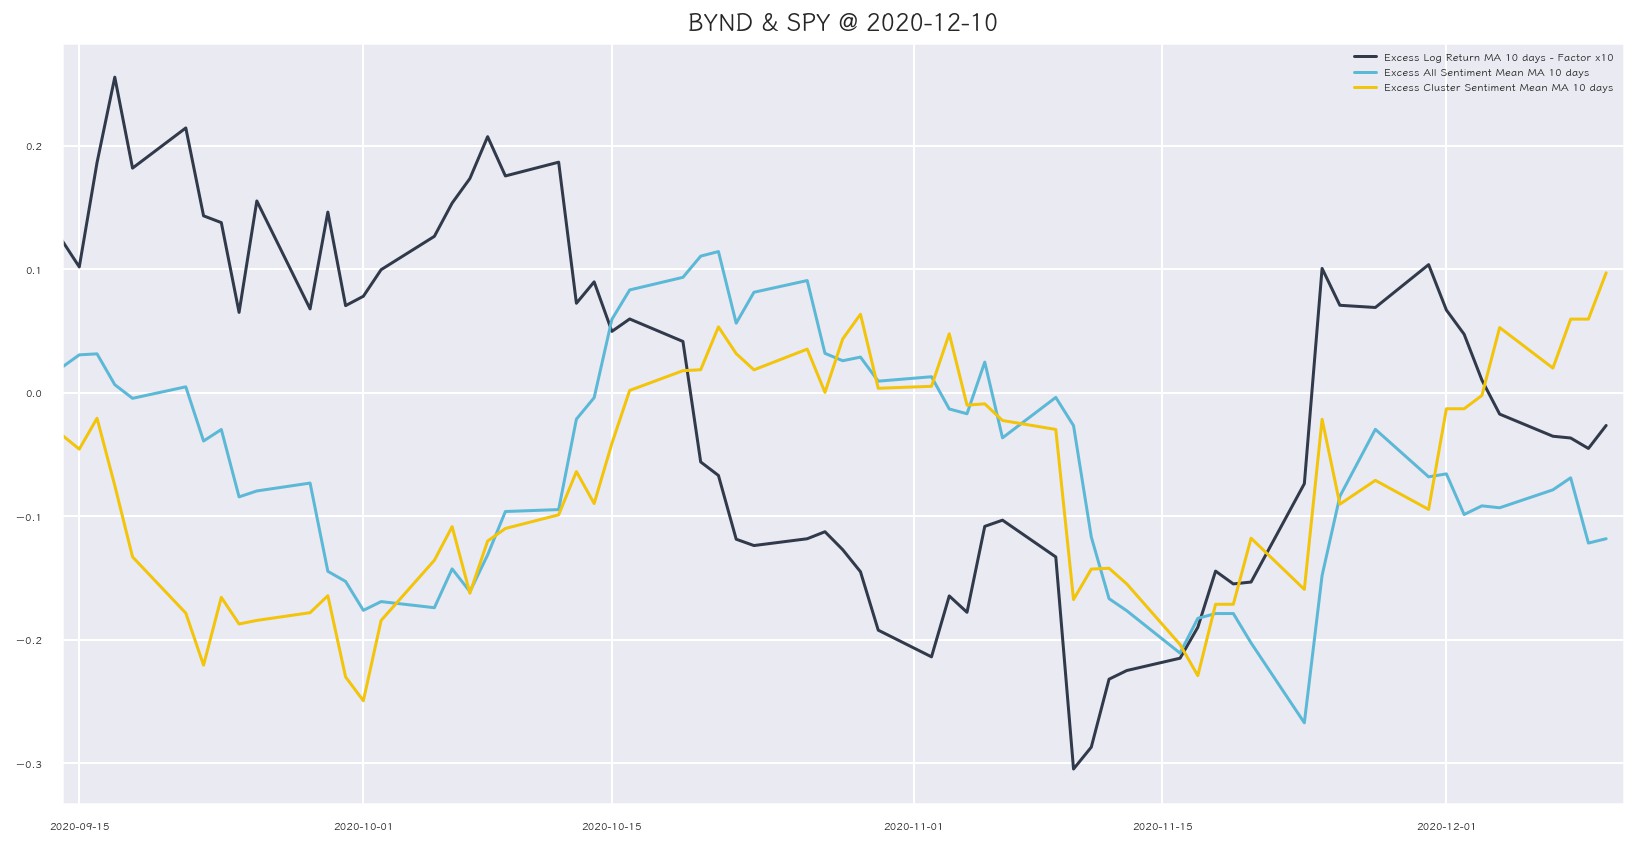 BYND & SPY @ 2020-12-10
Excess Log Return MA 10 days - Factor x10
Excess All Sentiment Mean MA 10 days
Excess Cluster Sentiment Mean MA 10 days
0.2
0.1
0.0
−0.1
−0.2
−0.3
2020-09-15 2020-10-01 2020-10-15 2020-11-01 2020-11-15 2020-12-01